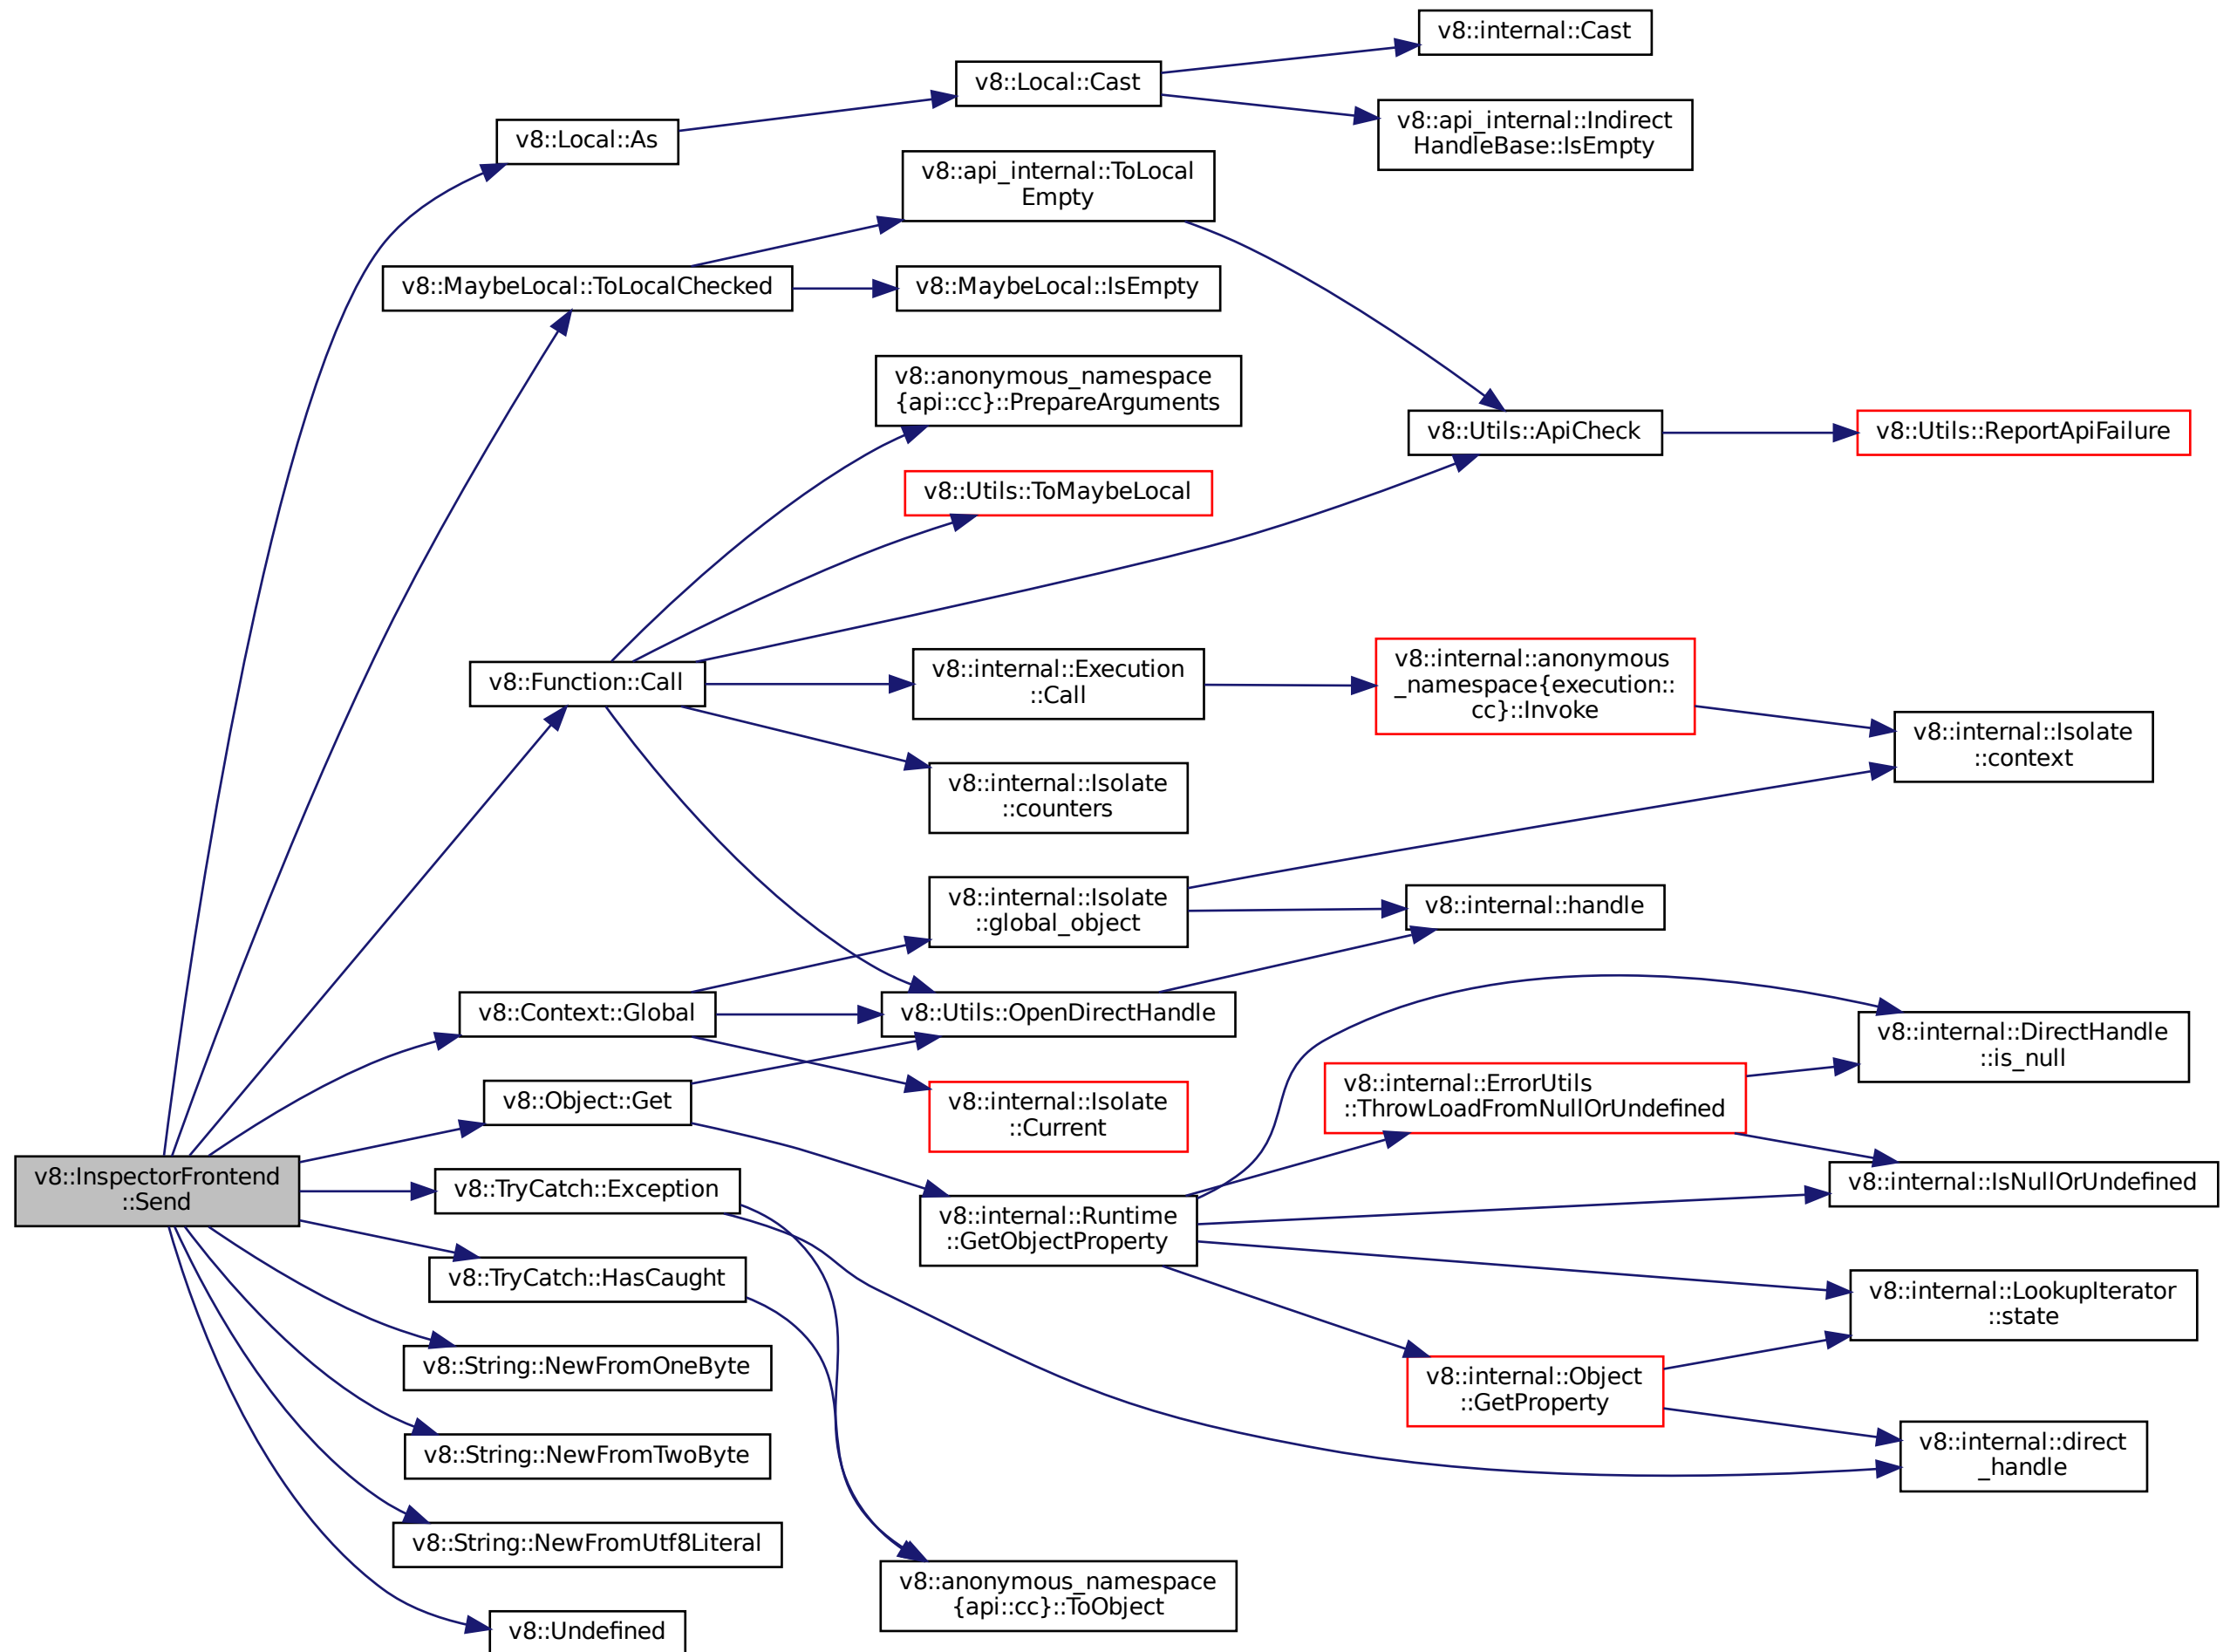 v8::internal::Cast
v8::Local::Cast
v8::api_internal::Indirect
HandleBase::IsEmpty
v8::Local::As
v8::api_internal::ToLocal
Empty
v8::MaybeLocal::ToLocalChecked
v8::MaybeLocal::IsEmpty
v8::anonymous_namespace
{api::cc}::PrepareArguments
v8::Utils::ApiCheck
v8::Utils::ReportApiFailure
v8::Utils::ToMaybeLocal
v8::Function::Call
v8::internal::Execution
::Call
v8::internal::anonymous
_namespace{execution::
cc}::Invoke
v8::internal::Isolate
::context
v8::internal::Isolate
::counters
v8::internal::Isolate
::global_object
v8::internal::handle
v8::Context::Global
v8::Utils::OpenDirectHandle
v8::internal::DirectHandle
::is_null
v8::Object::Get
v8::internal::Isolate
::Current
v8::internal::ErrorUtils
::ThrowLoadFromNullOrUndefined
v8::InspectorFrontend
::Send
v8::TryCatch::Exception
v8::internal::IsNullOrUndefined
v8::internal::Runtime
::GetObjectProperty
v8::TryCatch::HasCaught
v8::internal::LookupIterator
::state
v8::String::NewFromOneByte
v8::internal::Object
::GetProperty
v8::String::NewFromTwoByte
v8::internal::direct
_handle
v8::String::NewFromUtf8Literal
v8::anonymous_namespace
{api::cc}::ToObject
v8::Undefined